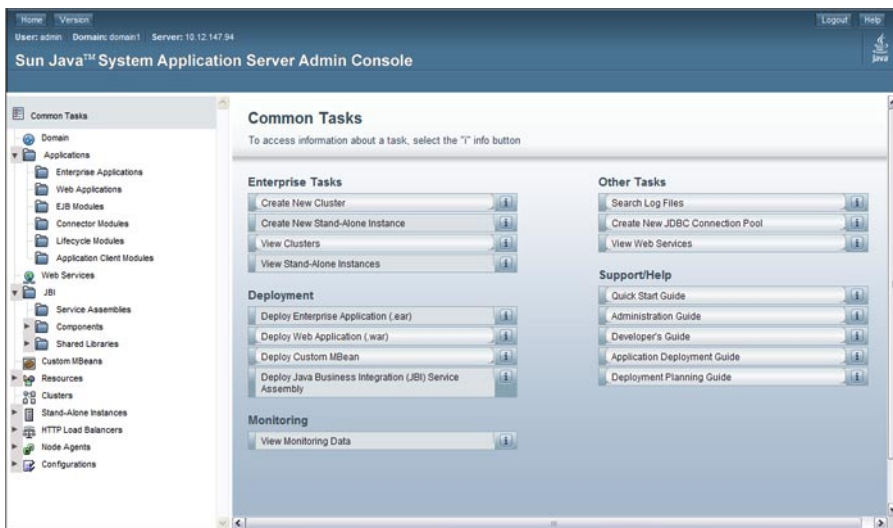 Home Version Logout Help
User: admin Domain: domain1 Server: 10.12.147.94
Sun Java™ System Application Server Admin Console
Java
Common Tasks
Domain
Applications
Enterprise Applications
Web Applications
EJB Modules
Connector Modules
Lifecycle Modules
Application Client Modules
Web Services
JBI
Service Assemblies
Components
Shared Libraries
Custom MBeans
Resources
Clusters
Stand-Alone Instances
HTTP Load Balancers
Node Agents
Configurations
Common Tasks
To access information about a task, select the "i" info button
Enterprise Tasks
Create New Cluster i
Create New Stand-Alone Instance i
View Clusters i
View Stand-Alone Instances i
Deployment
Deploy Enterprise Application (.ear) i
Deploy Web Application (.war) i
Deploy Custom MBean i
Deploy Java Business Integration (JBI) Service i
Assembly
Monitoring
View Monitoring Data i
Other Tasks
Search Log Files i
Create New JDBC Connection Pool i
View Web Services i
Support/Help
Quick Start Guide i
Administration Guide i
Developer's Guide i
Application Deployment Guide i
Deployment Planning Guide i